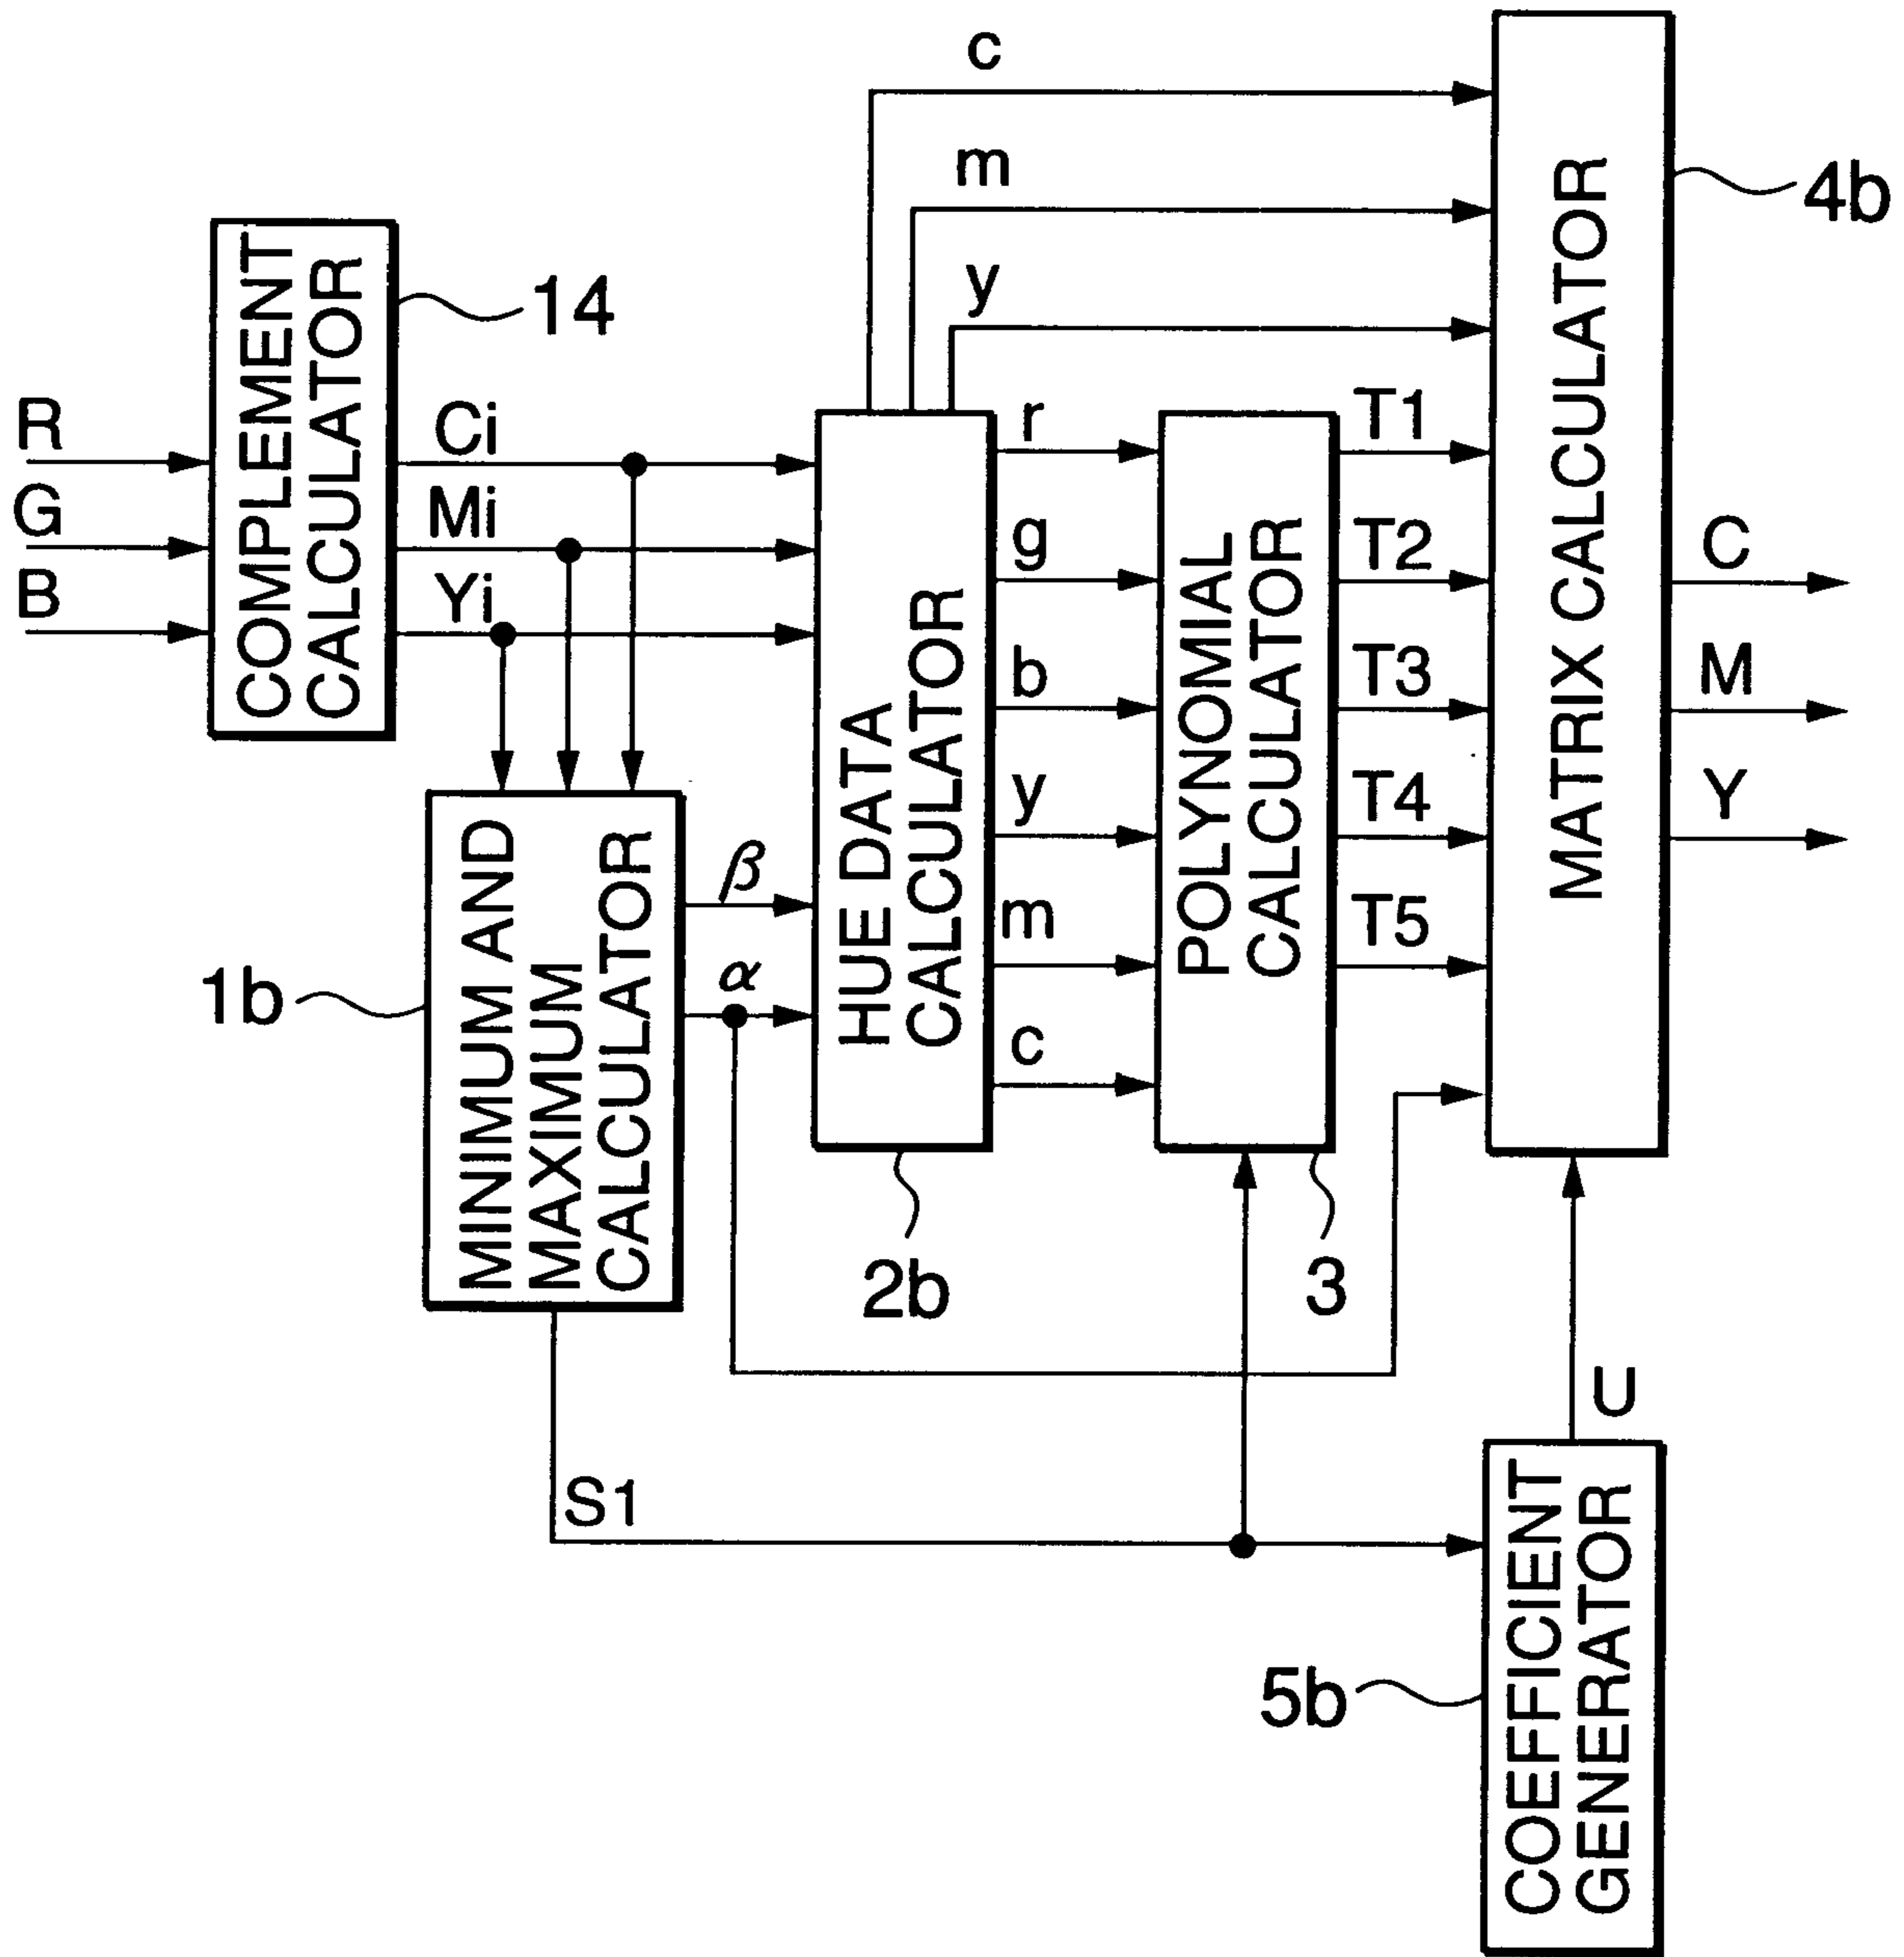 R
G
B
COMPLEMENT
CALCULATOR
14
Ci
Mi
Yi
MINIMUM AND
MAXIMUM
CALCULATOR
1b
β
α
S1
HUE DATA
CALCULATOR
2b
c
m
y
r
g
b
y
m
c
POLYNOMIAL
CALCULATOR
3
T1
T2
T3
T4
T5
MATRIX CALCULATOR
4b
C
M
Y
U
COEFFICIENT
GENERATOR
5b